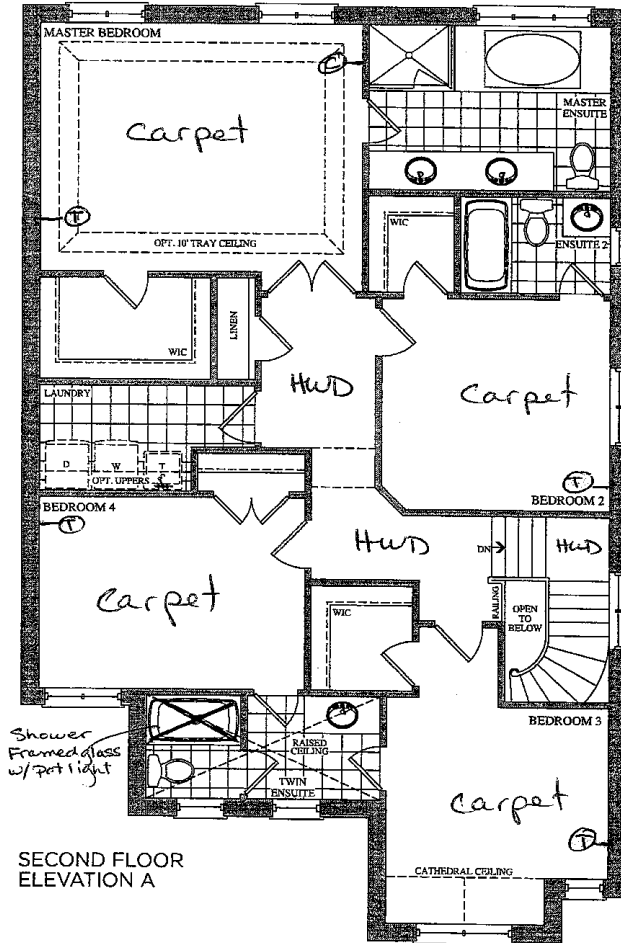 MASTER BEDROOM
C
carpet
MASTER
ENSUITE
T
OPT. 10' TRAY CEILING
WIC
ENSUITE 2
WIC
LINEN
HWD
carpet
LAUNDRY
D
W
T
OPT. UPPERS
T
BEDROOM 2
BEDROOM 4
T
HWD
DN
HWD
carpet
WIC
RAILING
OPEN
TO
BELOW
BEDROOM 3
Shower
Framed glass
w/ potlight
RAISED
CEILING
TWIN
ENSUITE
carpet
T
SECOND FLOOR
ELEVATION A
CATHEDRAL CEILING